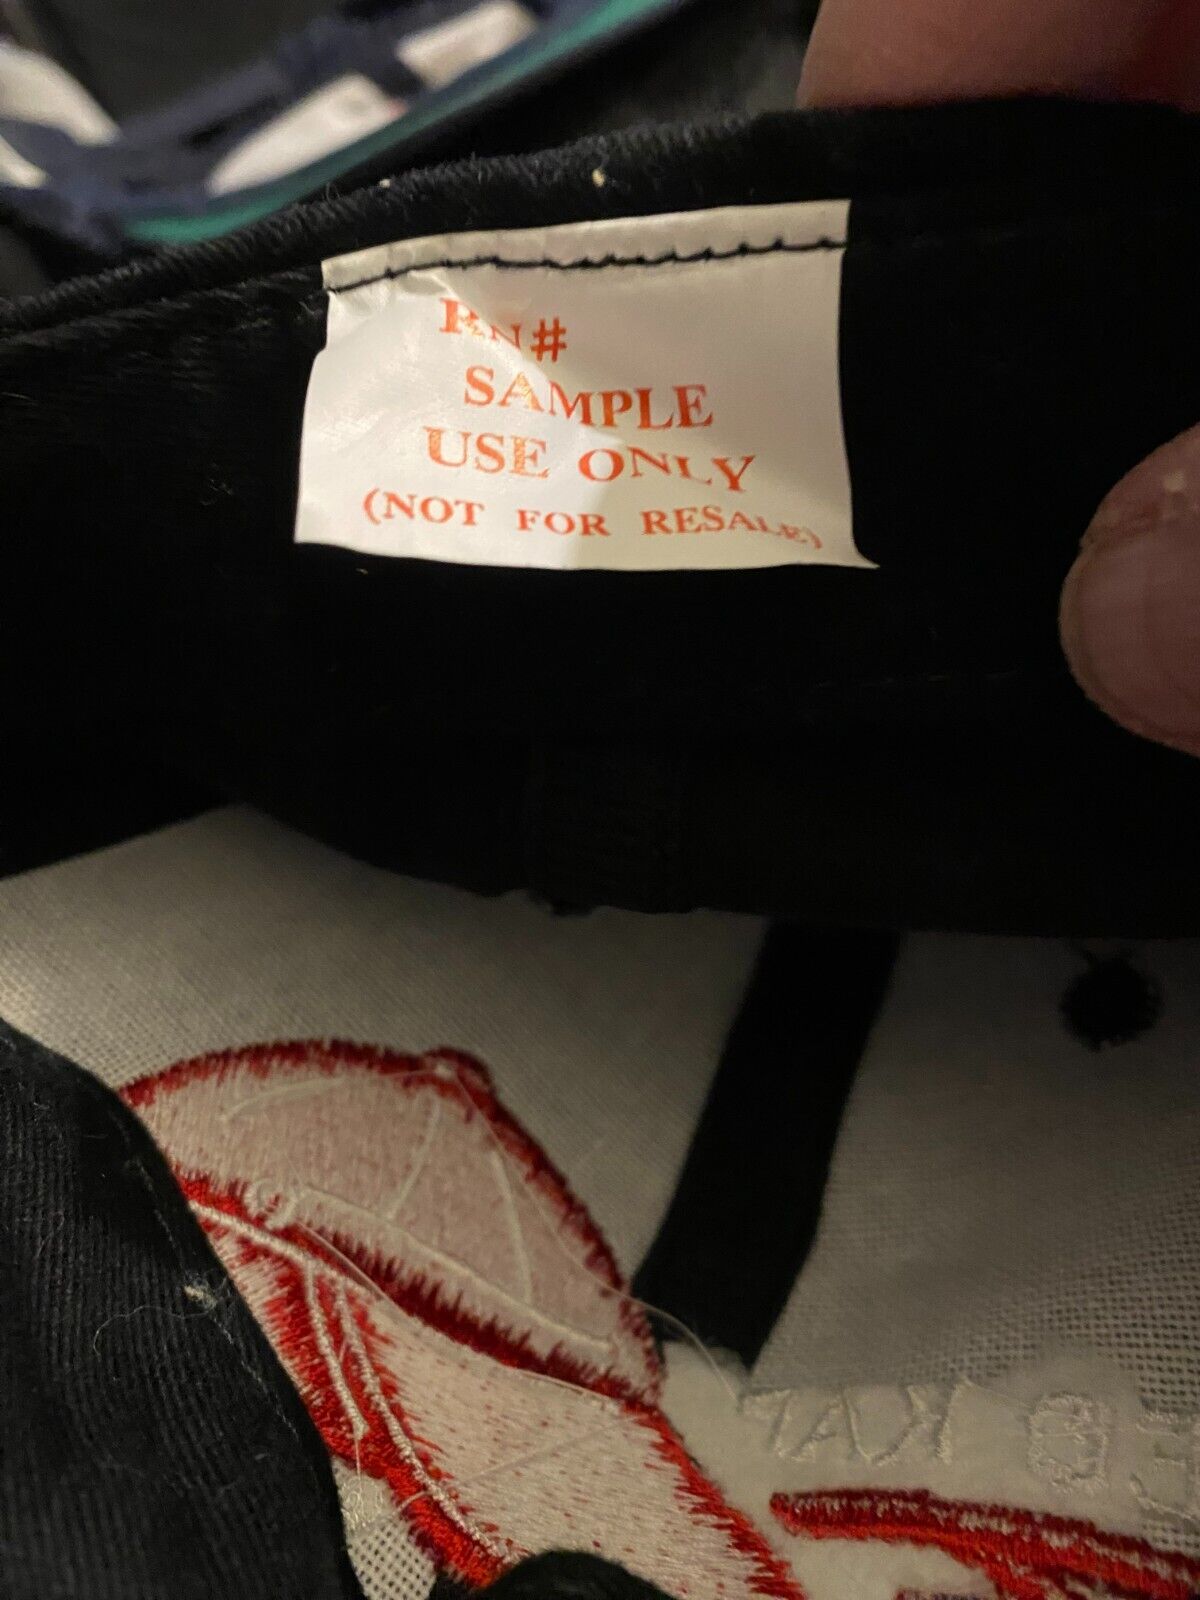 RN#
SAMPLE
USE ONLY
(NOT FOR RESALE)